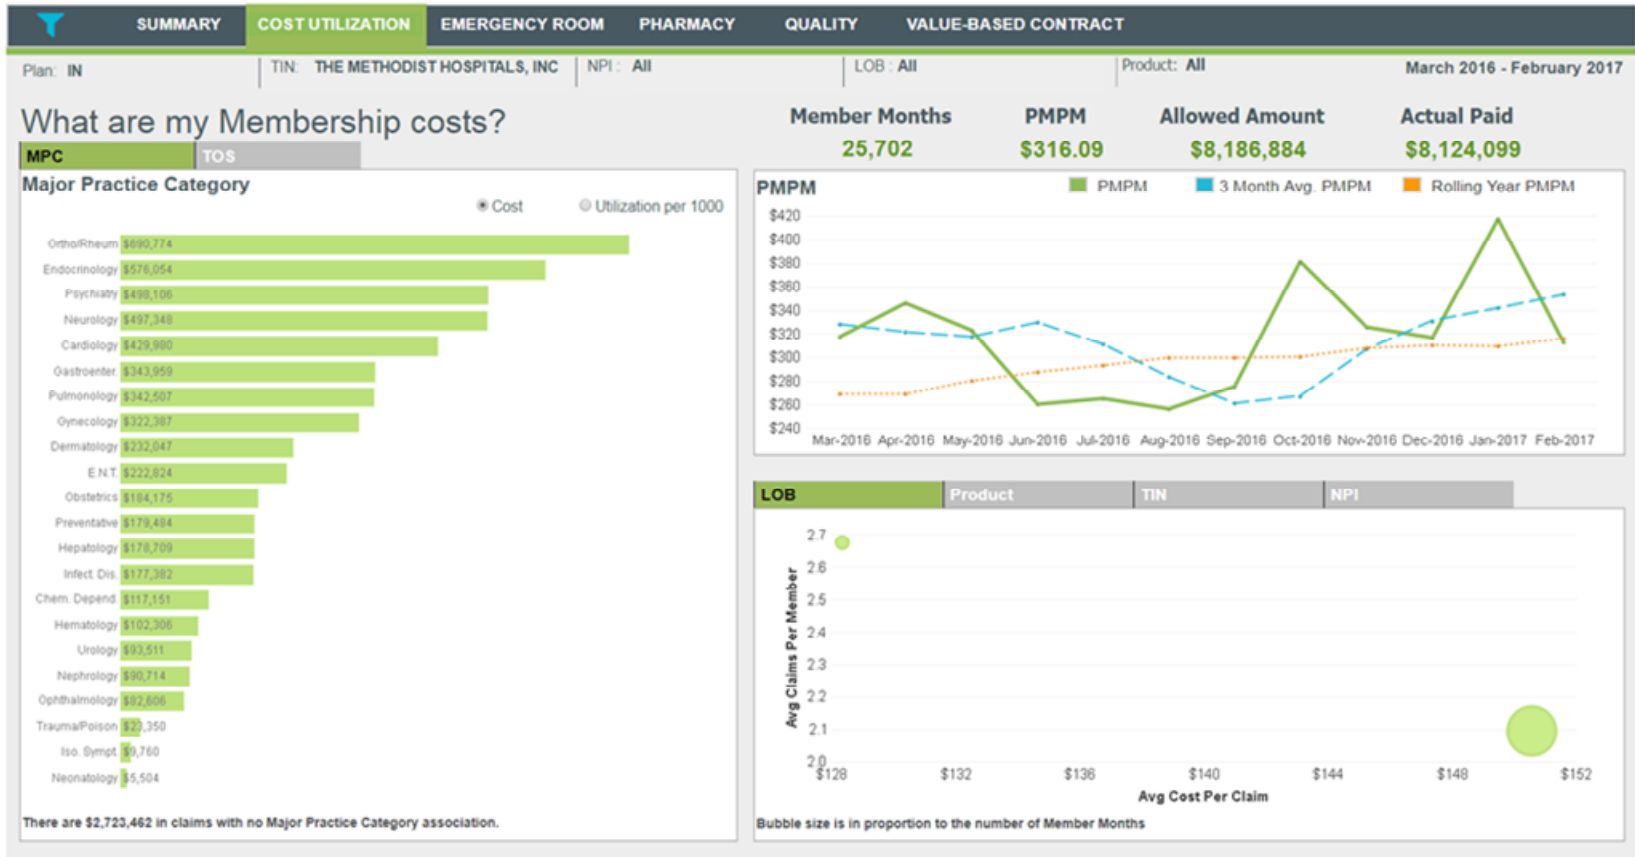 SUMMARY COST UTILIZATION EMERGENCY ROOM PHARMACY QUALITY VALUE-BASED CONTRACT
Plan: IN TIN: THE METHODIST HOSPITALS, INC NPI : All LOB : All Product: All March 2016 - February 2017
What are my Membership costs?
Member Months PMPM Allowed Amount Actual Paid
25,702 $316.09 $8,186,884 $8,124,099
MPC TOS
Major Practice Category
Cost Utilization per 1000
Ortho/Rheum $690,774
Endocrinology $576,054
Psychiatry $498,106
Neurology $497,348
Cardiology $429,980
Gastroenter. $343,959
Pulmonology $342,507
Gynecology $322,387
Dermatology $232,047
E.N.T. $222,824
Obstetrics $184,175
Preventative $179,484
Hepatology $178,709
Infect. Dis. $177,382
Chem. Depend. $117,151
Hematology $102,306
Urology $93,511
Nephrology $90,714
Ophthalmology $82,606
Trauma/Poison $23,350
Iso. Sympt. $9,760
Neonatology $5,504
There are $2,723,462 in claims with no Major Practice Category association.
PMPM
PMPM 3 Month Avg. PMPM Rolling Year PMPM
$420
$400
$380
$360
$340
$320
$300
$280
$260
$240
Mar-2016 Apr-2016 May-2016 Jun-2016 Jul-2016 Aug-2016 Sep-2016 Oct-2016 Nov-2016 Dec-2016 Jan-2017 Feb-2017
LOB Product TIN NPI
Avg Claims Per Member
2.7
2.6
2.5
2.4
2.3
2.2
2.1
2.0
$128 $132 $136 $140 $144 $148 $152
Avg Cost Per Claim
Bubble size is in proportion to the number of Member Months